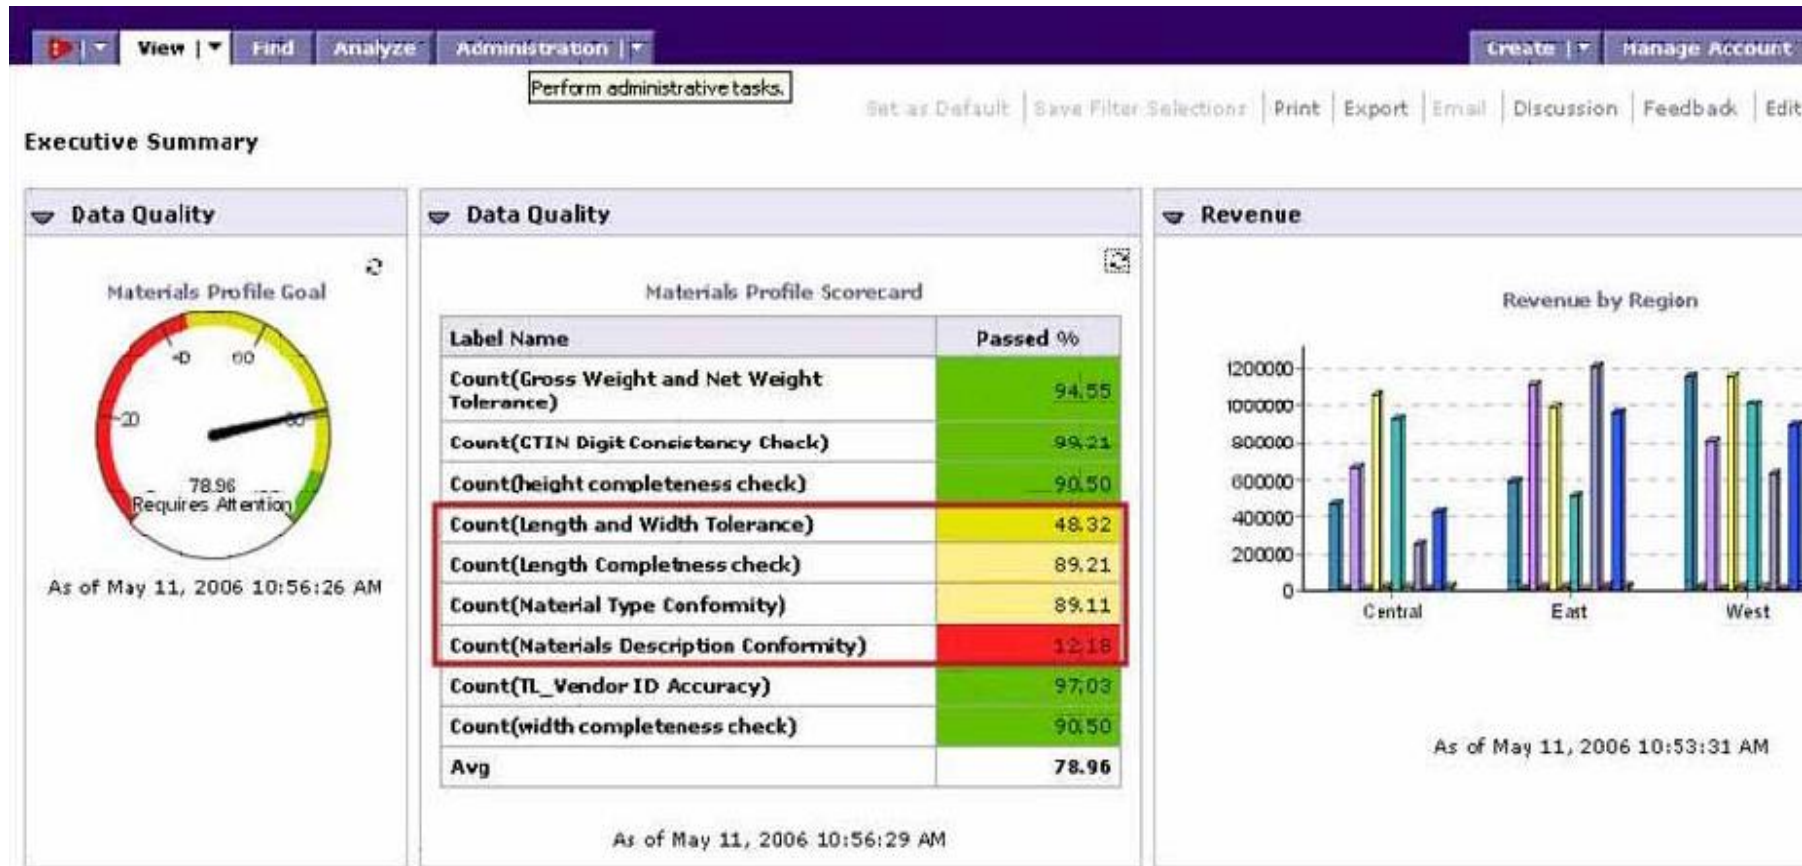 View | Find Analyze Administration | Create | Manage Account
Perform administrative tasks.
Set as Default | Save Filter Selections | Print | Export | Email | Discussion | Feedback | Edit
Executive Summary
Data Quality
Materials Profile Goal
20
40
60
80
78.96
Requires Attention
As of May 11, 2006 10:56:26 AM
Data Quality
Materials Profile Scorecard
Label Name Passed %
Count(Gross Weight and Net Weight
Tolerance) 94.55
Count(GTIN Digit Consistency Check) 99.21
Count(height completeness check) 90.50
Count(Length and Width Tolerance) 48.32
Count(Length Completness check) 89.21
Count(Material Type Conformity) 89.11
Count(Materials Description Conformity) 12.18
Count(TL_Vendor ID Accuracy) 97.03
Count(width completeness check) 90.50
Avg 78.96
As of May 11, 2006 10:56:29 AM
Revenue
Revenue by Region
1200000
1000000
800000
600000
400000
200000
0
Central East West
As of May 11, 2006 10:53:31 AM